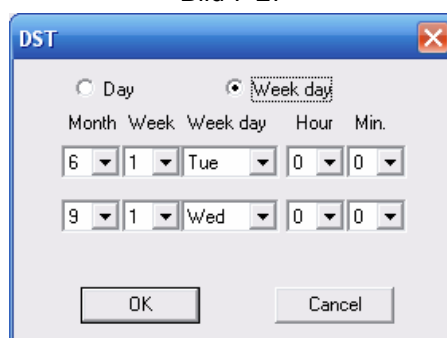 DST
Day Week day
Month Week Week day Hour Min.
6 1 Tue 0 0
9 1 Wed 0 0
OK Cancel